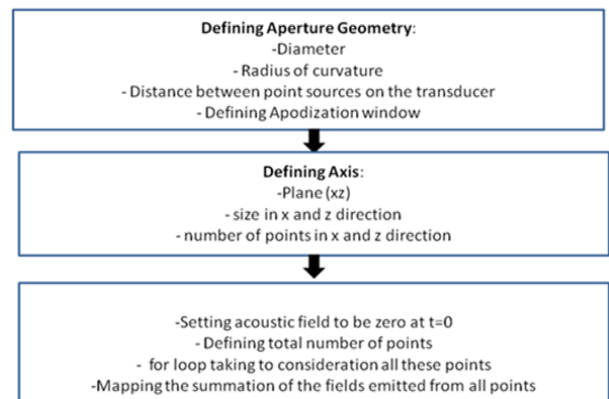 Defining Aperture Geometry:
-Diameter
- Radius of curvature
- Distance between point sources on the transducer
- Defining Apodization window
Defining Axis:
-Plane (xz)
- size in x and z direction
- number of points in x and z direction
-Setting acoustic field to be zero at t=0
- Defining total number of points
- for loop taking to consideration all these points
-Mapping the summation of the fields emitted from all points